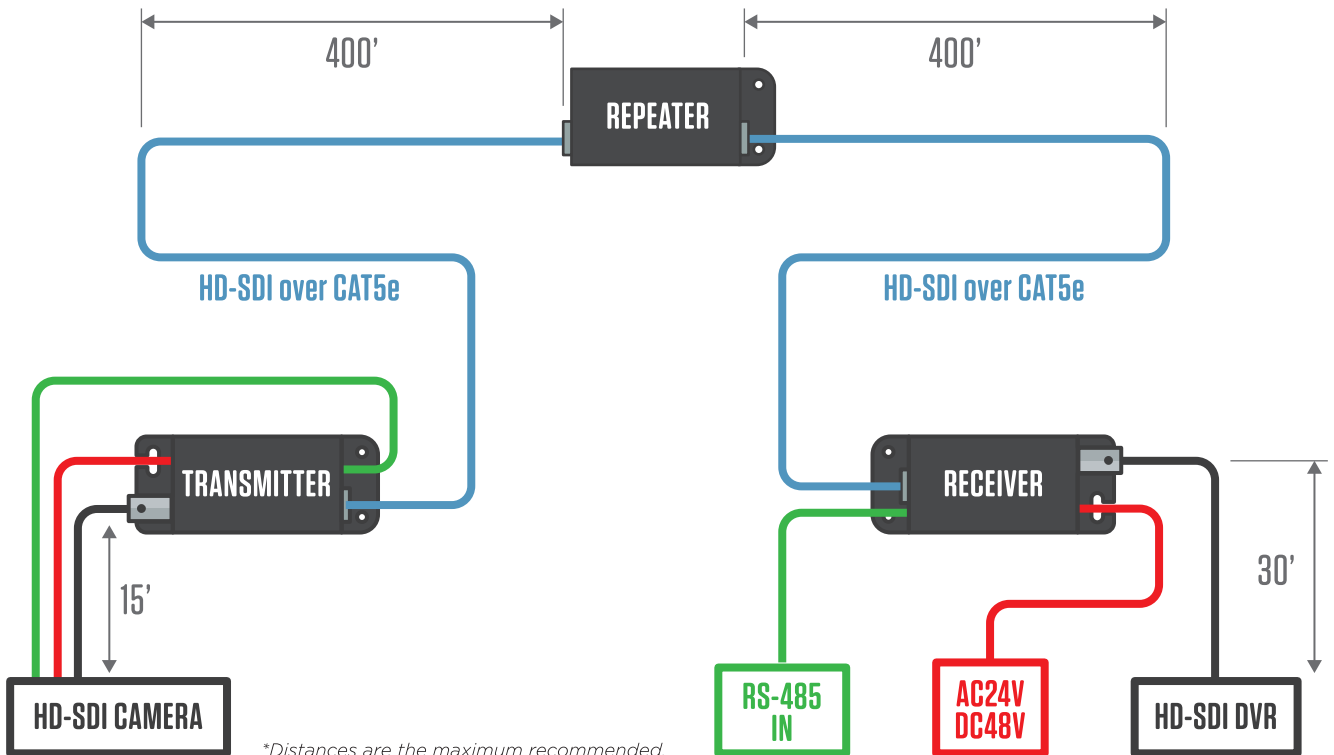 400’
400’
REPEATER
HD-SDI over CAT5e
HD-SDI over CAT5e
TRANSMITTER
RECEIVER
15’
30’
HD-SDI CAMERA
RS-485
IN
AC24V
DC48V
HD-SDI DVR
*Distances are the maximum recommended